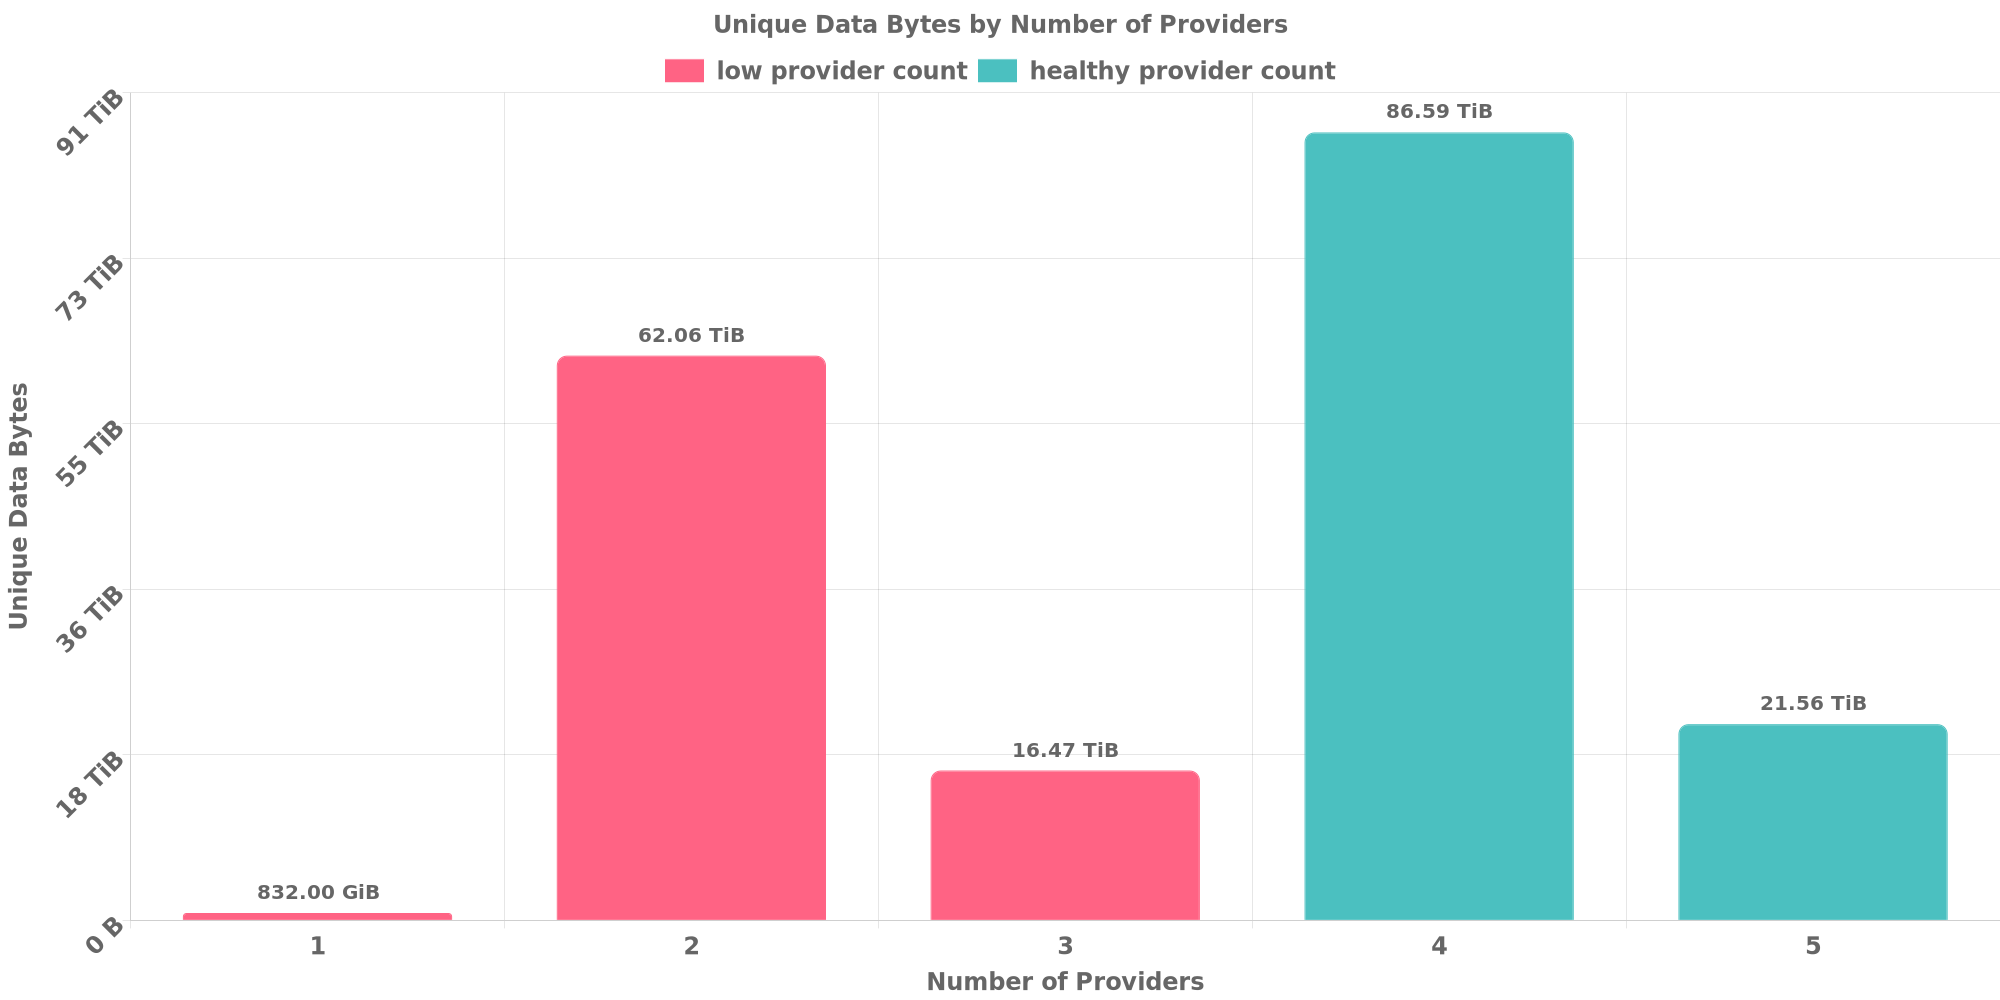 Unique Data Bytes by Number of Providers
low provider count healthy provider count
91 TiB
73 TiB
55 TiB
36 TiB
18 TiB
0 B
Unique Data Bytes
832.00 GiB
62.06 TiB
16.47 TiB
86.59 TiB
21.56 TiB
1 2 3 4 5
Number of Providers